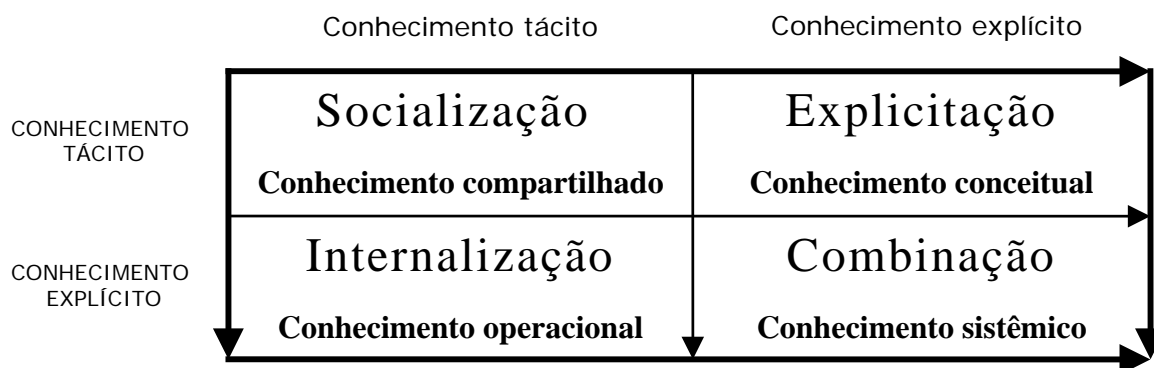 Conhecimento tácito
Conhecimento explícito
CONHECIMENTO
TÁCITO
Socialização
Conhecimento compartilhado
Explicitação
Conhecimento conceitual
CONHECIMENTO
EXPLÍCITO
Internalização
Conhecimento operacional
Combinação
Conhecimento sistêmico